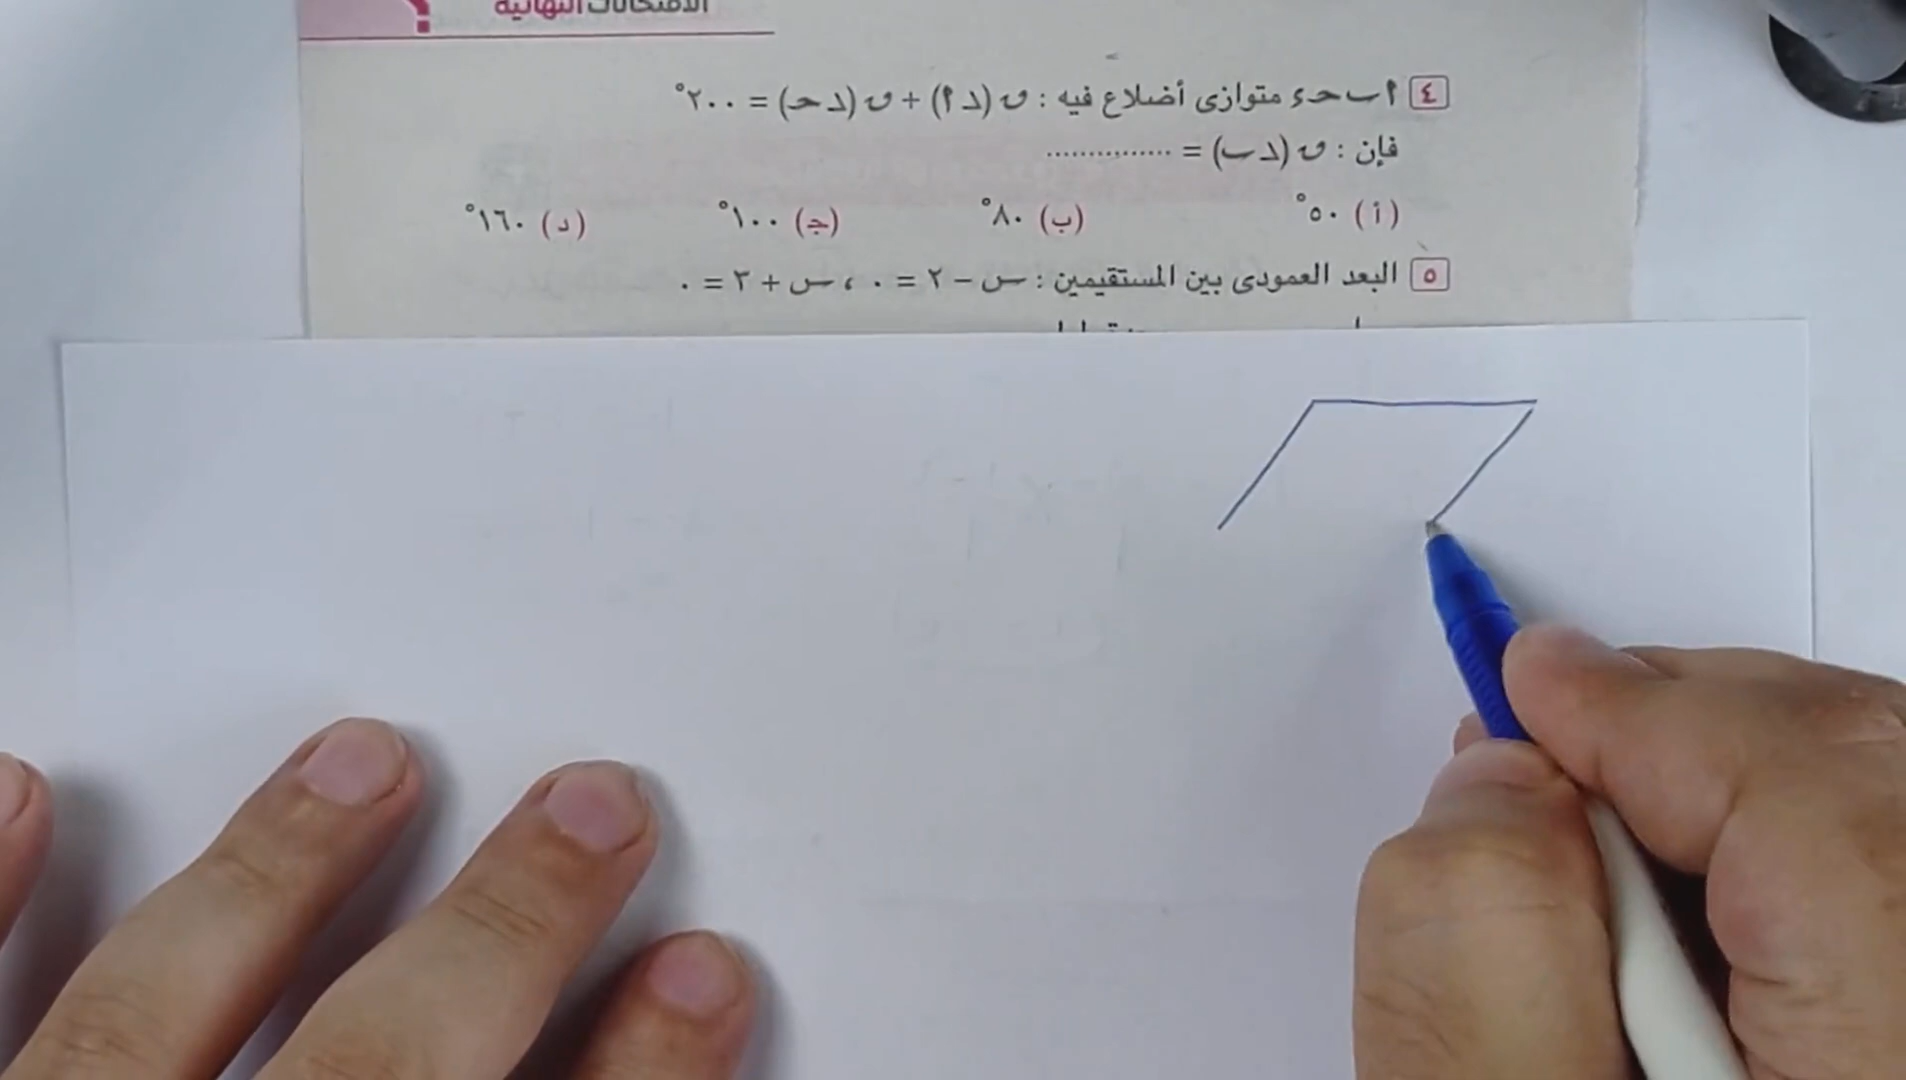 الامتحانات النهائية ؟
٤ أ ب ح ء متوازى أضلاع فيه : ق (د أ) + ق (د ح) = ٢٠٠°
فإن : ق (د ب) = ...............
(أ) ٥٠° (ب) ٨٠° (ج) ١٠٠° (د) ١٦٠°
٥ البعد العمودى بين المستقيمين : س - ٢ = ٠ ، س + ٣ = ٠